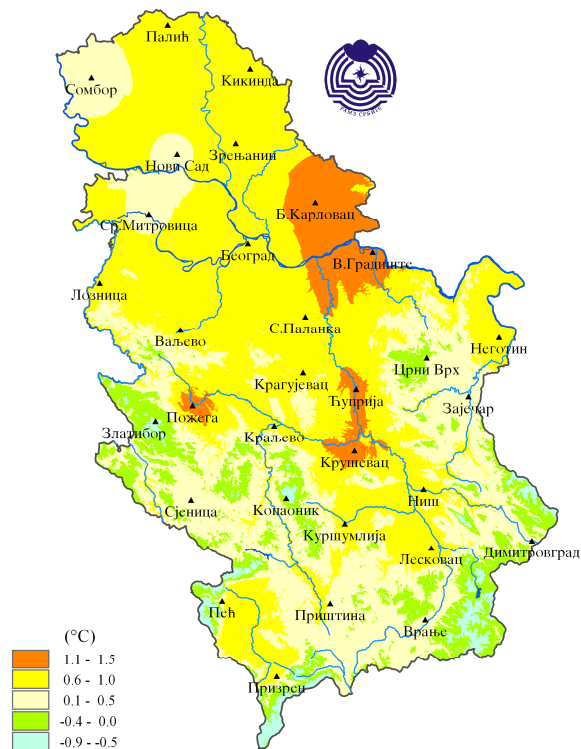 Палић
Кикинда
Сомбор
РХМЗ СРБИЈЕ
Зрењанин
Нови Сад
Б.Карловац
Ср.Митровица
Београд
В.Градиште
Лозница
С.Паланка
Ваљево
Неготин
Црни Врх
Крагујевац
Ћуприја
Зајечар
Пожега
Златибор
Краљево
Крушевац
Ниш
Сјеница
Копаоник
Куршумлија
Димитровград
Лесковац
Пећ
Приштина
Врање
Призрен
(°C)
1.1 - 1.5
0.6 - 1.0
0.1 - 0.5
-0.4 - 0.0
-0.9 - -0.5